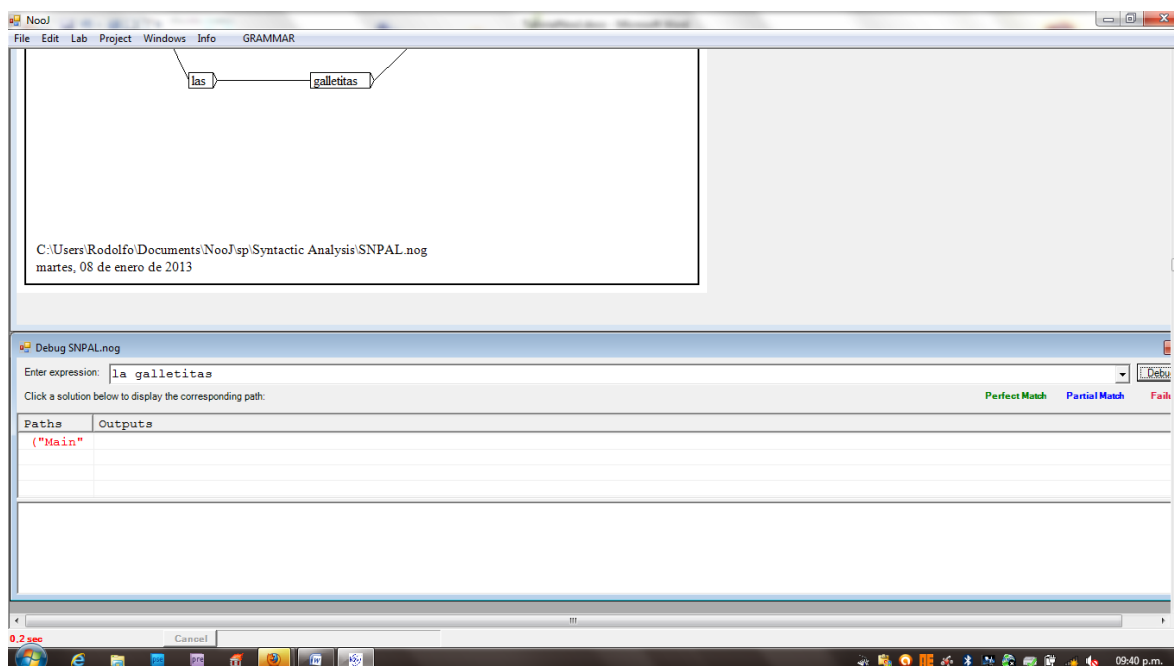 NooJ
File Edit Lab Project Windows Info GRAMMAR
las galletitas
C:\Users\Rodolfo\Documents\NooJ\sp\Syntactic Analysis\SNPAL.nog
martes, 08 de enero de 2013
Debug SNPAL.nog
Enter expression: la galletitas
Click a solution below to display the corresponding path: Perfect Match Partial Match
Paths Outputs
("Main"
0,2 sec Cancel
09:40 p.m.